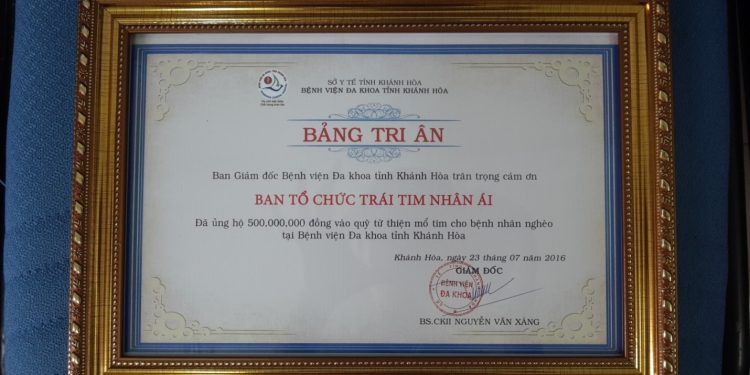 SỞ Y TẾ TỈNH KHÁNH HÒA
BỆNH VIỆN ĐA KHOA TỈNH KHÁNH HÒA
BẢNG TRI ÂN
Ban Giám đốc Bệnh viện Đa khoa tỉnh Khánh Hòa trân trọng cảm ơn
BAN TỔ CHỨC TRÁI TIM NHÂN ÁI
Đã ủng hộ 500,000,000 đồng vào quỹ từ thiện mổ tim cho bệnh nhân nghèo
tại Bệnh viện Đa khoa tỉnh Khánh Hòa
Khánh Hòa, ngày 23 tháng 07 năm 2016
GIÁM ĐỐC
BỆNH VIỆN
ĐA KHOA
BS.CKII NGUYỄN VĂN XÁNG